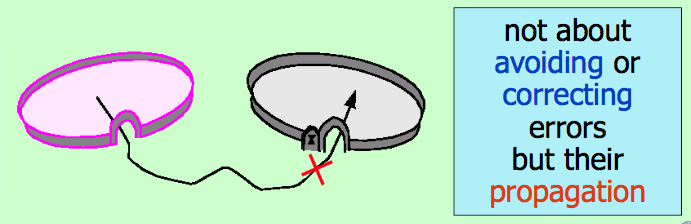 not about
avoiding or
correcting
errors
but their
propagation